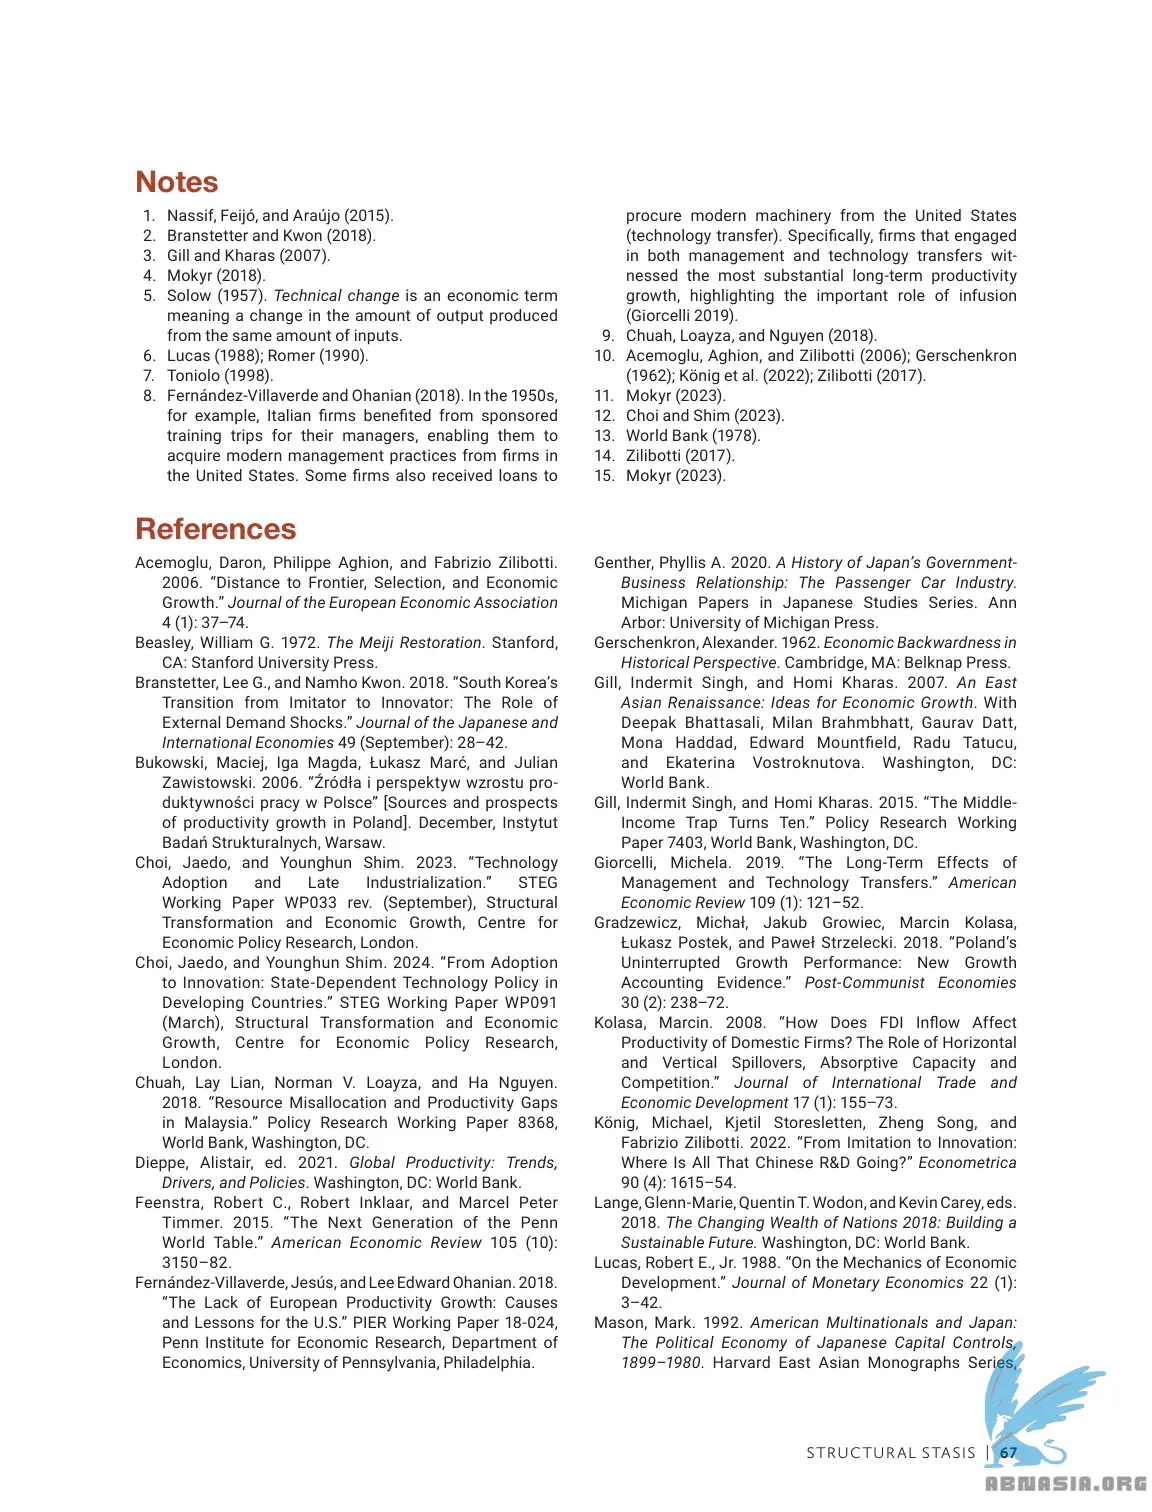 Notes
1. Nassif, Feijó, and Araújo (2015).
2. Branstetter and Kwon (2018).
3. Gill and Kharas (2007).
4. Mokyr (2018).
5. Solow (1957). Technical change is an economic term
meaning a change in the amount of output produced
from the same amount of inputs.
6. Lucas (1988); Romer (1990).
7. Toniolo (1998).
8. Fernández-Villaverde and Ohanian (2018). In the 1950s,
for example, Italian firms benefited from sponsored
training trips for their managers, enabling them to
acquire modern management practices from firms in
the United States. Some firms also received loans to
procure modern machinery from the United States
(technology transfer). Specifically, firms that engaged
in both management and technology transfers wit-
nessed the most substantial long-term productivity
growth, highlighting the important role of infusion
(Giorcelli 2019).
9. Chuah, Loayza, and Nguyen (2018).
10. Acemoglu, Aghion, and Zilibotti (2006); Gerschenkron
(1962); König et al. (2022); Zilibotti (2017).
11. Mokyr (2023).
12. Choi and Shim (2023).
13. World Bank (1978).
14. Zilibotti (2017).
15. Mokyr (2023).
References
Acemoglu, Daron, Philippe Aghion, and Fabrizio Zilibotti.
2006. “Distance to Frontier, Selection, and Economic
Growth.” Journal of the European Economic Association
4 (1): 37–74.
Beasley, William G. 1972. The Meiji Restoration. Stanford,
CA: Stanford University Press.
Branstetter, Lee G., and Namho Kwon. 2018. “South Korea’s
Transition from Imitator to Innovator: The Role of
External Demand Shocks.” Journal of the Japanese and
International Economies 49 (September): 28–42.
Bukowski, Maciej, Iga Magda, Łukasz Marć, and Julian
Zawistowski. 2006. “Źródła i perspektyw wzrostu pro-
duktywności pracy w Polsce” [Sources and prospects
of productivity growth in Poland]. December, Instytut
Badań Strukturalnych, Warsaw.
Choi, Jaedo, and Younghun Shim. 2023. “Technology
Adoption and Late Industrialization.” STEG
Working Paper WP033 rev. (September), Structural
Transformation and Economic Growth, Centre for
Economic Policy Research, London.
Choi, Jaedo, and Younghun Shim. 2024. “From Adoption
to Innovation: State-Dependent Technology Policy in
Developing Countries.” STEG Working Paper WP091
(March), Structural Transformation and Economic
Growth, Centre for Economic Policy Research,
London.
Chuah, Lay Lian, Norman V. Loayza, and Ha Nguyen.
2018. “Resource Misallocation and Productivity Gaps
in Malaysia.” Policy Research Working Paper 8368,
World Bank, Washington, DC.
Dieppe, Alistair, ed. 2021. Global Productivity: Trends,
Drivers, and Policies. Washington, DC: World Bank.
Feenstra, Robert C., Robert Inklaar, and Marcel Peter
Timmer. 2015. “The Next Generation of the Penn
World Table.” American Economic Review 105 (10):
3150–82.
Fernández-Villaverde, Jesús, and Lee Edward Ohanian. 2018.
“The Lack of European Productivity Growth: Causes
and Lessons for the U.S.” PIER Working Paper 18-024,
Penn Institute for Economic Research, Department of
Economics, University of Pennsylvania, Philadelphia.
Genther, Phyllis A. 2020. A History of Japan’s Government-
Business Relationship: The Passenger Car Industry.
Michigan Papers in Japanese Studies Series. Ann
Arbor: University of Michigan Press.
Gerschenkron, Alexander. 1962. Economic Backwardness in
Historical Perspective. Cambridge, MA: Belknap Press.
Gill, Indermit Singh, and Homi Kharas. 2007. An East
Asian Renaissance: Ideas for Economic Growth. With
Deepak Bhattasali, Milan Brahmbhatt, Gaurav Datt,
Mona Haddad, Edward Mountfield, Radu Tatucu,
and Ekaterina Vostroknutova. Washington, DC:
World Bank.
Gill, Indermit Singh, and Homi Kharas. 2015. “The Middle-
Income Trap Turns Ten.” Policy Research Working
Paper 7403, World Bank, Washington, DC.
Giorcelli, Michela. 2019. “The Long-Term Effects of
Management and Technology Transfers.” American
Economic Review 109 (1): 121–52.
Gradzewicz, Michał, Jakub Growiec, Marcin Kolasa,
Łukasz Postek, and Paweł Strzelecki. 2018. “Poland’s
Uninterrupted Growth Performance: New Growth
Accounting Evidence.” Post-Communist Economies
30 (2): 238–72.
Kolasa, Marcin. 2008. “How Does FDI Inflow Affect
Productivity of Domestic Firms? The Role of Horizontal
and Vertical Spillovers, Absorptive Capacity and
Competition.” Journal of International Trade and
Economic Development 17 (1): 155–73.
König, Michael, Kjetil Storesletten, Zheng Song, and
Fabrizio Zilibotti. 2022. “From Imitation to Innovation:
Where Is All That Chinese R&D Going?” Econometrica
90 (4): 1615–54.
Lange, Glenn-Marie, Quentin T. Wodon, and Kevin Carey, eds.
2018. The Changing Wealth of Nations 2018: Building a
Sustainable Future. Washington, DC: World Bank.
Lucas, Robert E., Jr. 1988. “On the Mechanics of Economic
Development.” Journal of Monetary Economics 22 (1):
3–42.
Mason, Mark. 1992. American Multinationals and Japan:
The Political Economy of Japanese Capital Controls,
1899–1980. Harvard East Asian Monographs Series,
STRUCTURAL STASIS | 67
ABNASIA.ORG